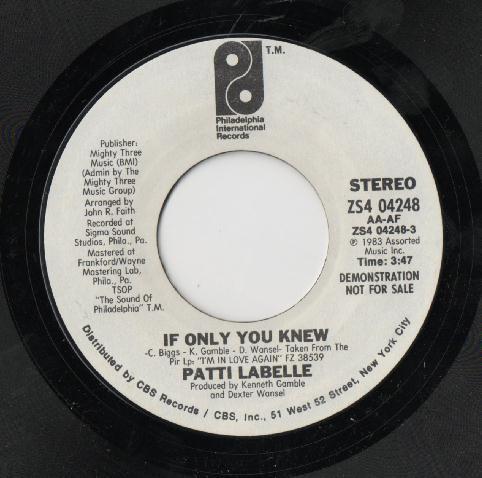 T.M.
Philadelphia
International
Records
Publisher:
Mighty Three
Music (BMI)
(Admin by The
Mighty Three
Music Group)
Arranged by
John R. Faith
Recorded at
Sigma Sound
Studios, Phila., Pa.
Mastered at
Frankford/Wayne
Mastering Lab,
Phila., Pa.
TSOP
"The Sound Of
Philadelphia" T.M.
STEREO
ZS4 04248
AA-AF
ZS4 04248-3
℗ 1983 Assorted
Music Inc.
Time: 3:47
DEMONSTRATION
NOT FOR SALE
IF ONLY YOU KNEW
-C. Biggs - K. Gamble - D. Wansel- Taken From The
Pir Lp: "I'M IN LOVE AGAIN" FZ 38539
PATTI LABELLE
Produced by Kenneth Gamble
and Dexter Wansel
Distributed by CBS Records / CBS, Inc., 51 West 52 Street, New York City